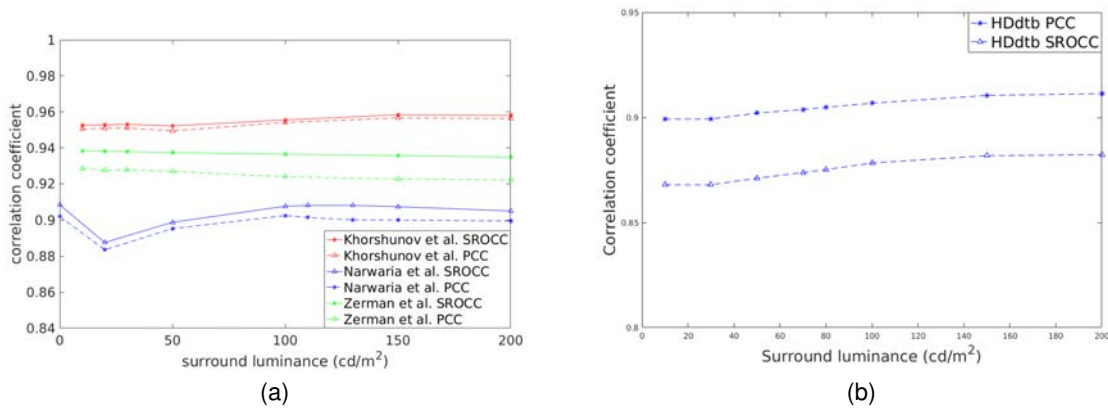 1
0.98
0.96
0.94
0.92
0.9
0.88
0.86
0.84
0
50
100
150
200
correlation coefficient
surround luminance (cd/m²)
Khorshunov et al. SROCC
Khorshunov et al. PCC
Narwaria et al. SROCC
Narwaria et al. PCC
Zerman et al. SROCC
Zerman et al. PCC
(a)
0.95
0.9
0.85
0.8
0
20
40
60
80
100
120
140
160
180
200
Correlation coefficient
Surround luminance (cd/m²)
HDdtb PCC
HDdtb SROCC
(b)